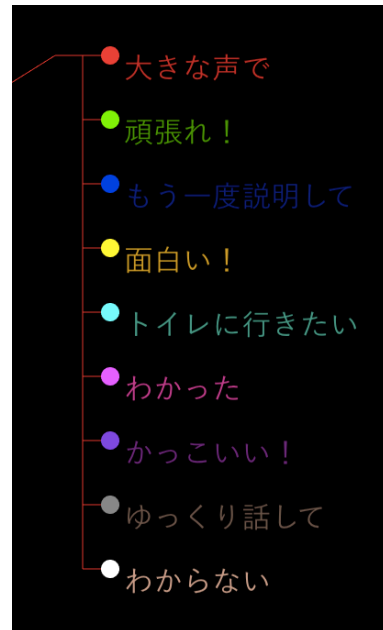 大きな声で
頑張れ！
もう一度説明して
面白い！
トイレに行きたい
わかった
かっこいい！
ゆっくり話して
わからない